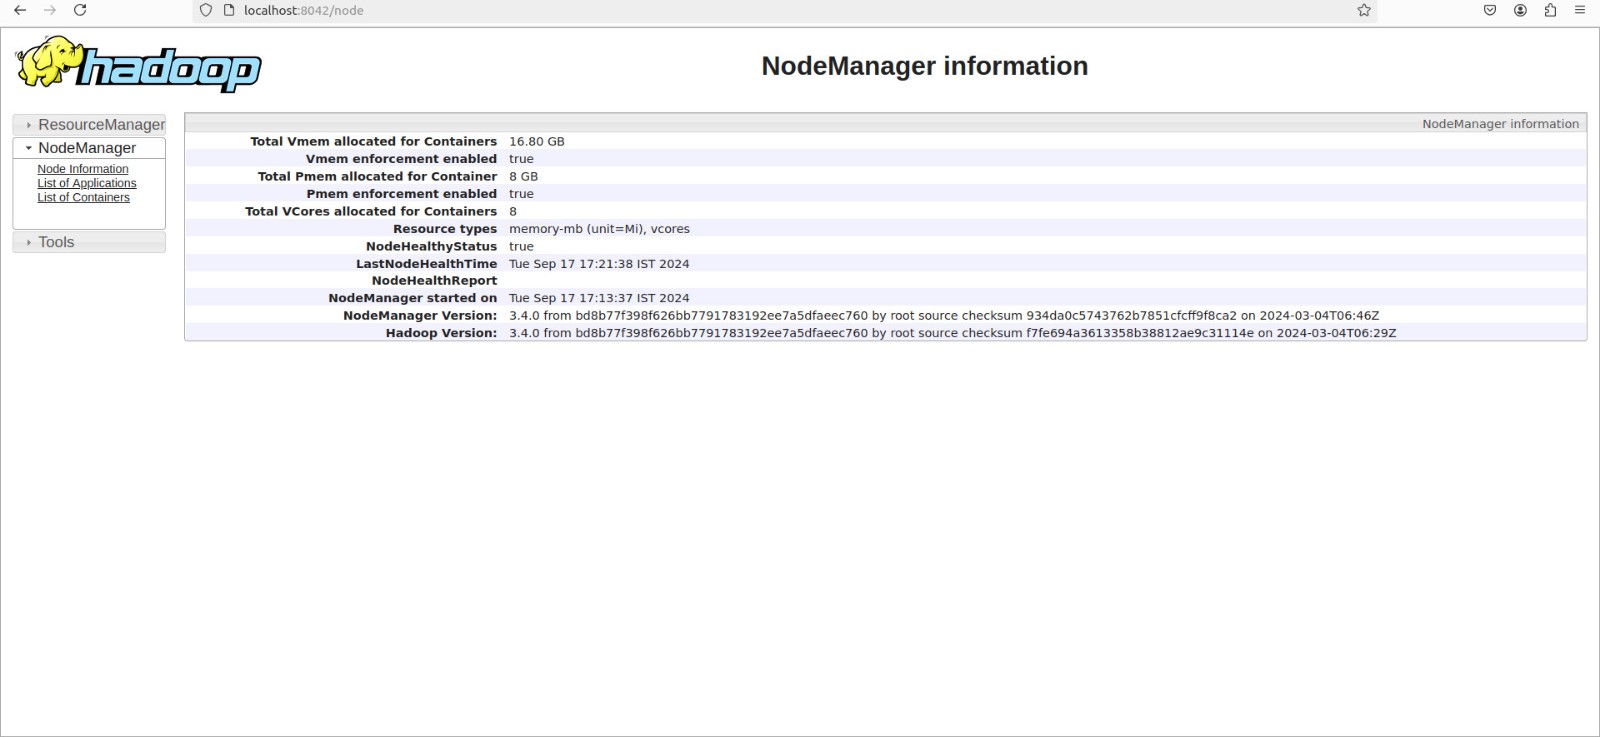 localhost:8042/node
hadoop
NodeManager information
ResourceManager
NodeManager
Node Information
List of Applications
List of Containers
Tools
NodeManager information
Total Vmem allocated for Containers 16.80 GB
Vmem enforcement enabled true
Total Pmem allocated for Container 8 GB
Pmem enforcement enabled true
Total VCores allocated for Containers 8
Resource types memory-mb (unit=Mi), vcores
NodeHealthyStatus true
LastNodeHealthTime Tue Sep 17 17:21:38 IST 2024
NodeHealthReport
NodeManager started on Tue Sep 17 17:13:37 IST 2024
NodeManager Version: 3.4.0 from bd8b77f398f626bb7791783192ee7a5dfaeec760 by root source checksum 934da0c5743762b7851cfcff9f8ca2 on 2024-03-04T06:46Z
Hadoop Version: 3.4.0 from bd8b77f398f626bb7791783192ee7a5dfaeec760 by root source checksum f7fe694a3613358b38812ae9c31114e on 2024-03-04T06:29Z